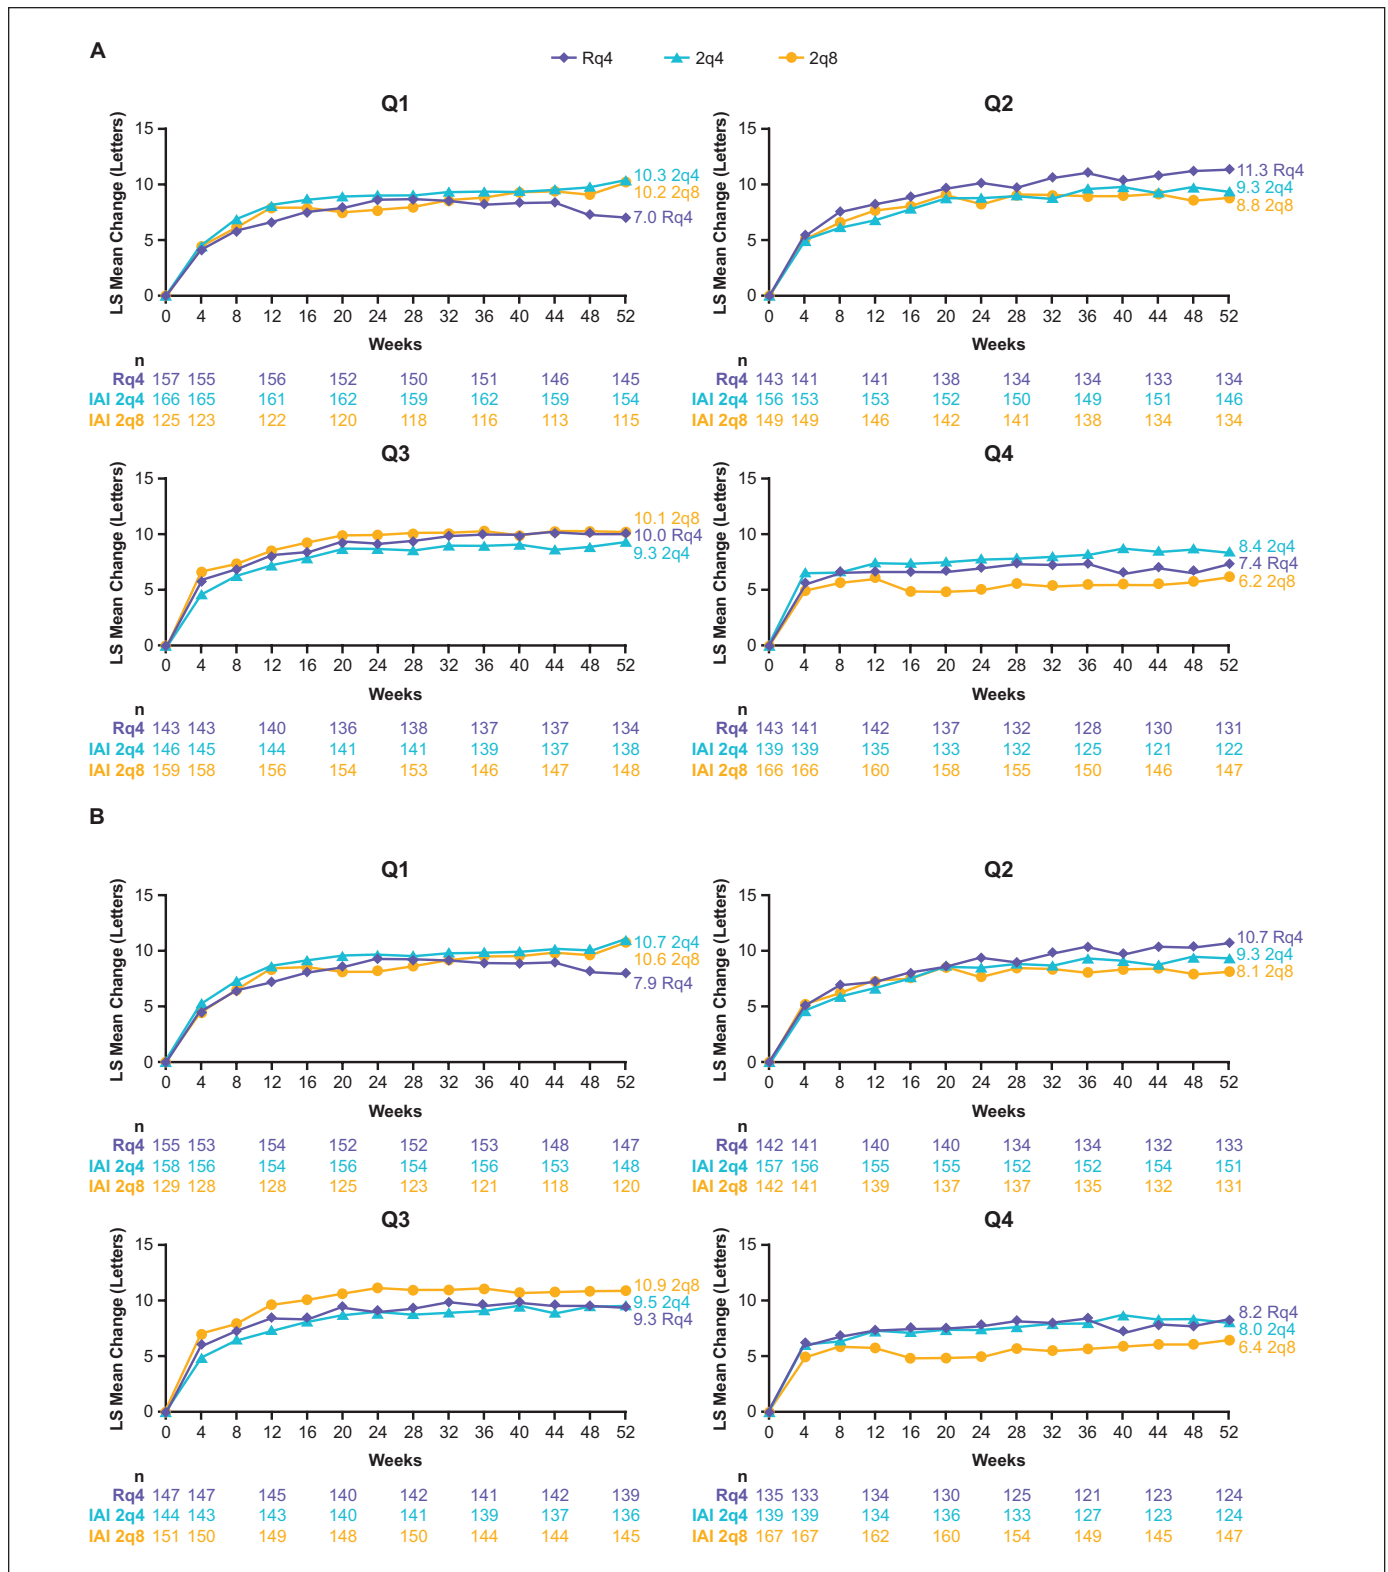 A
Rq4 2q4 2q8
Q1
LS Mean Change (Letters)
15
10
5
0
10.3 2q4
10.2 2q8
7.0 Rq4
0 4 8 12 16 20 24 28 32 36 40 44 48 52
Weeks
n
Rq4 157 155 156 152 150 151 146 145
IAI 2q4 166 165 161 162 159 162 159 154
IAI 2q8 125 123 122 120 118 116 113 115
Q2
LS Mean Change (Letters)
15
10
5
0
11.3 Rq4
9.3 2q4
8.8 2q8
0 4 8 12 16 20 24 28 32 36 40 44 48 52
Weeks
n
Rq4 143 141 141 138 134 134 133 134
IAI 2q4 156 153 153 152 150 149 151 146
IAI 2q8 149 149 146 142 141 138 134 134
Q3
LS Mean Change (Letters)
15
10
5
0
10.1 2q8
10.0 Rq4
9.3 2q4
0 4 8 12 16 20 24 28 32 36 40 44 48 52
Weeks
n
Rq4 143 143 140 136 138 137 137 134
IAI 2q4 146 145 144 141 141 139 137 138
IAI 2q8 159 158 156 154 153 146 147 148
Q4
LS Mean Change (Letters)
15
10
5
0
8.4 2q4
7.4 Rq4
6.2 2q8
0 4 8 12 16 20 24 28 32 36 40 44 48 52
Weeks
n
Rq4 143 141 142 137 132 128 130 131
IAI 2q4 139 139 135 133 132 125 121 122
IAI 2q8 166 166 160 158 155 150 146 147
B
Q1
LS Mean Change (Letters)
15
10
5
0
10.7 2q4
10.6 2q8
7.9 Rq4
0 4 8 12 16 20 24 28 32 36 40 44 48 52
Weeks
n
Rq4 155 153 154 152 152 153 148 147
IAI 2q4 158 156 154 156 154 156 153 148
IAI 2q8 129 128 128 125 123 121 118 120
Q2
LS Mean Change (Letters)
15
10
5
0
10.7 Rq4
9.3 2q4
8.1 2q8
0 4 8 12 16 20 24 28 32 36 40 44 48 52
Weeks
n
Rq4 142 141 140 140 134 134 132 133
IAI 2q4 157 156 155 155 152 152 154 151
IAI 2q8 142 141 139 137 137 135 132 131
Q3
LS Mean Change (Letters)
15
10
5
0
10.9 2q8
9.5 2q4
9.3 Rq4
0 4 8 12 16 20 24 28 32 36 40 44 48 52
Weeks
n
Rq4 147 147 145 140 142 141 142 139
IAI 2q4 144 143 143 140 141 139 137 136
IAI 2q8 151 150 149 148 150 144 144 145
Q4
LS Mean Change (Letters)
15
10
5
0
8.2 Rq4
8.0 2q4
6.4 2q8
0 4 8 12 16 20 24 28 32 36 40 44 48 52
Weeks
n
Rq4 135 133 134 130 125 121 123 124
IAI 2q4 139 139 134 136 133 127 123 124
IAI 2q8 167 167 162 160 154 149 145 147